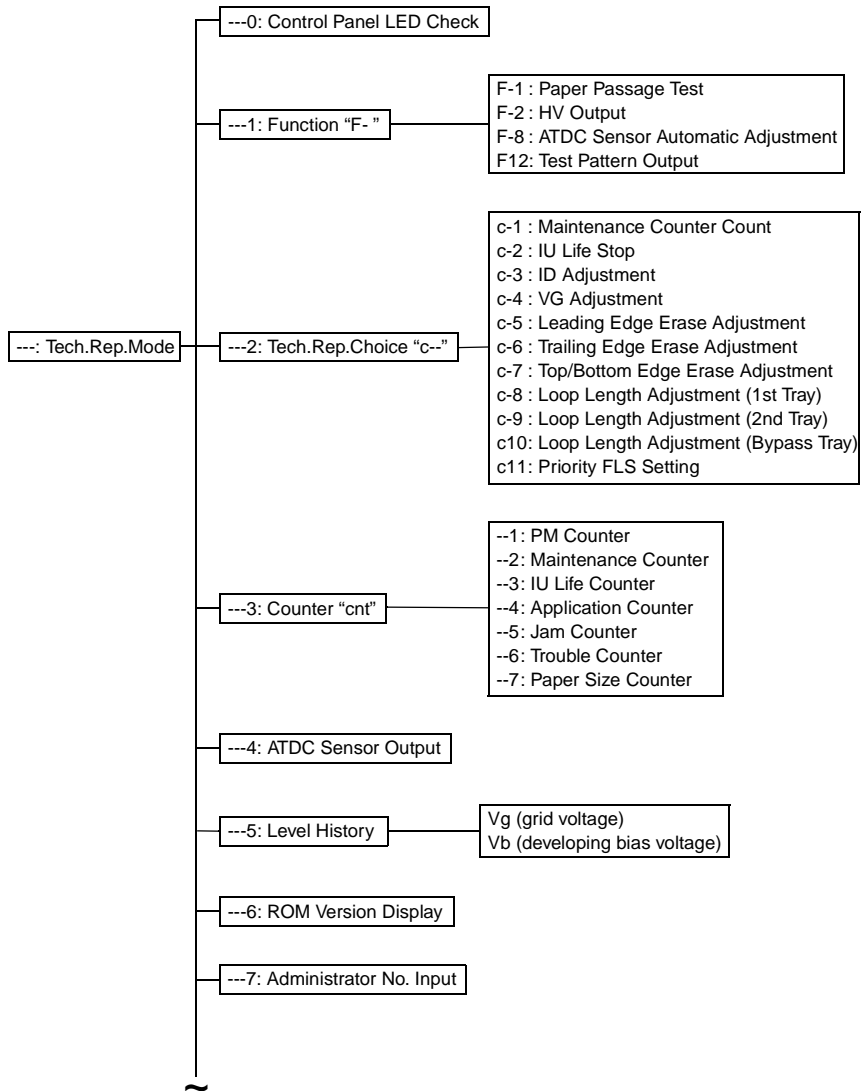 ---0: Control Panel LED Check
---1: Function “F- ”
F-1 : Paper Passage Test
F-2 : HV Output
F-8 : ATDC Sensor Automatic Adjustment
F12: Test Pattern Output
---: Tech.Rep.Mode
---2: Tech.Rep.Choice “c--”
c-1 : Maintenance Counter Count
c-2 : IU Life Stop
c-3 : ID Adjustment
c-4 : VG Adjustment
c-5 : Leading Edge Erase Adjustment
c-6 : Trailing Edge Erase Adjustment
c-7 : Top/Bottom Edge Erase Adjustment
c-8 : Loop Length Adjustment (1st Tray)
c-9 : Loop Length Adjustment (2nd Tray)
c10: Loop Length Adjustment (Bypass Tray)
c11: Priority FLS Setting
---3: Counter “cnt”
--1: PM Counter
--2: Maintenance Counter
--3: IU Life Counter
--4: Application Counter
--5: Jam Counter
--6: Trouble Counter
--7: Paper Size Counter
---4: ATDC Sensor Output
---5: Level History
Vg (grid voltage)
Vb (developing bias voltage)
---6: ROM Version Display
---7: Administrator No. Input
~